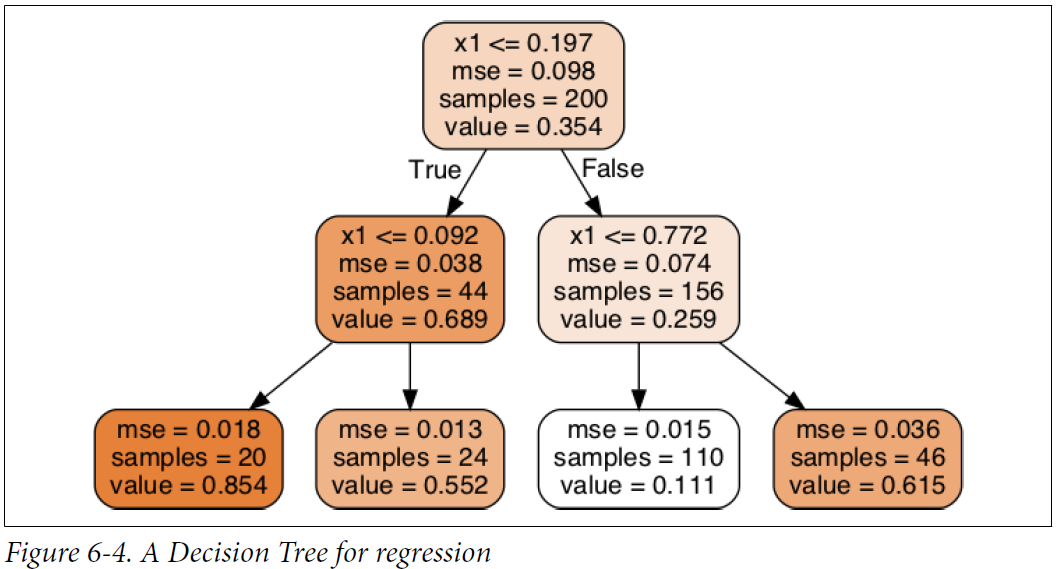 x1 <= 0.197
mse = 0.098
samples = 200
value = 0.354
True
False
x1 <= 0.092
mse = 0.038
samples = 44
value = 0.689
x1 <= 0.772
mse = 0.074
samples = 156
value = 0.259
mse = 0.018
samples = 20
value = 0.854
mse = 0.013
samples = 24
value = 0.552
mse = 0.015
samples = 110
value = 0.111
mse = 0.036
samples = 46
value = 0.615
Figure 6-4. A Decision Tree for regression